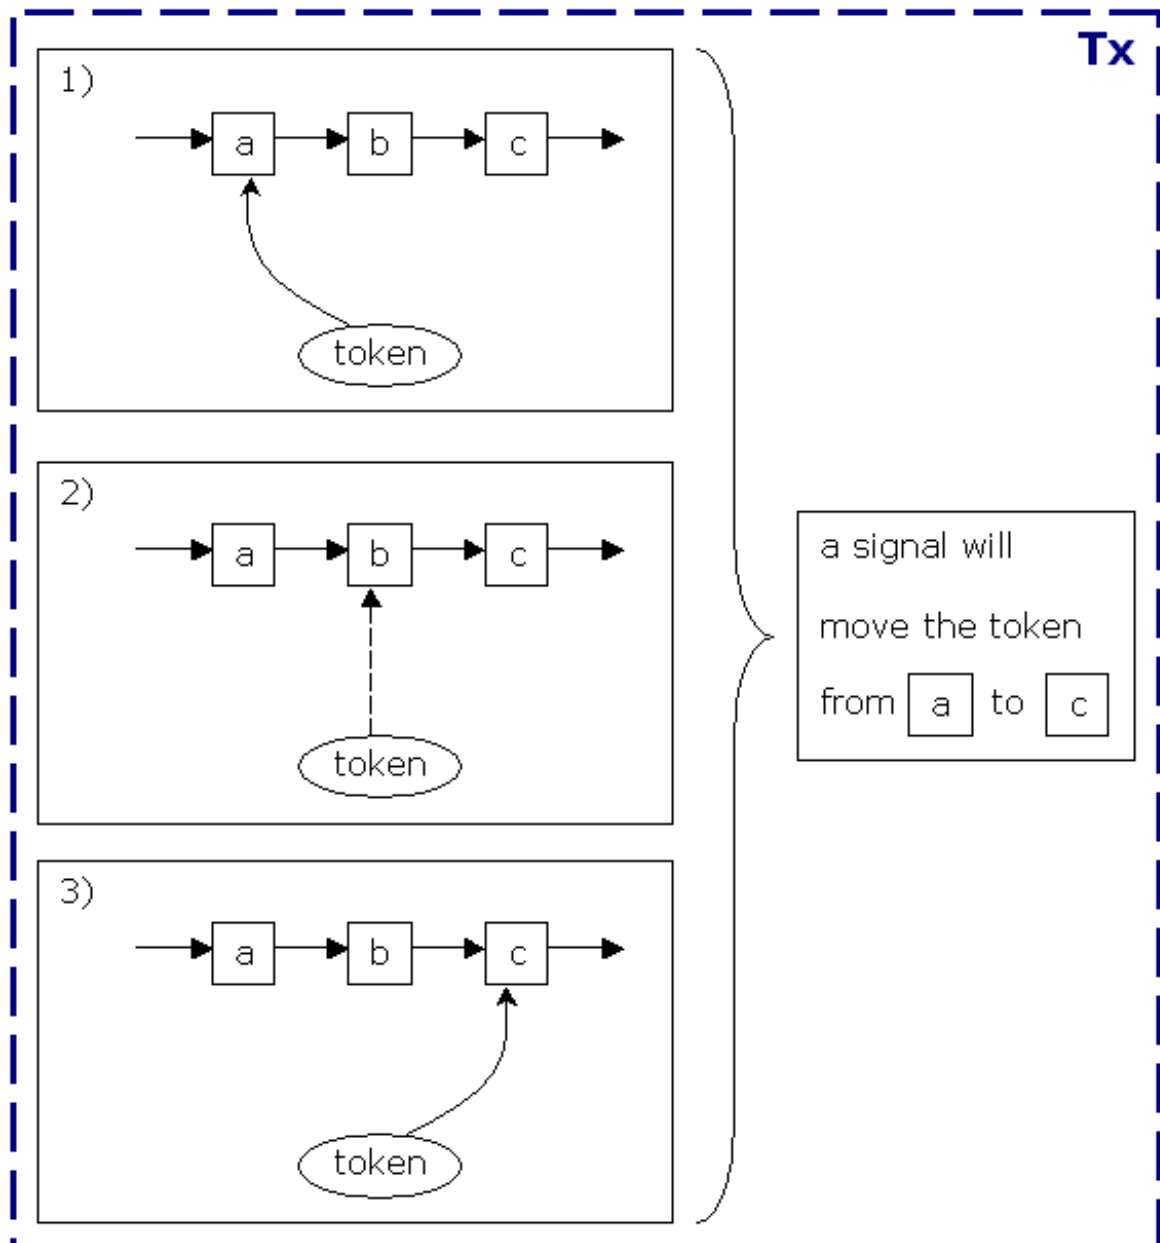 Tx
1)
a b c
token
2)
a b c
token
3)
a b c
token
a signal will
move the token
from a to c